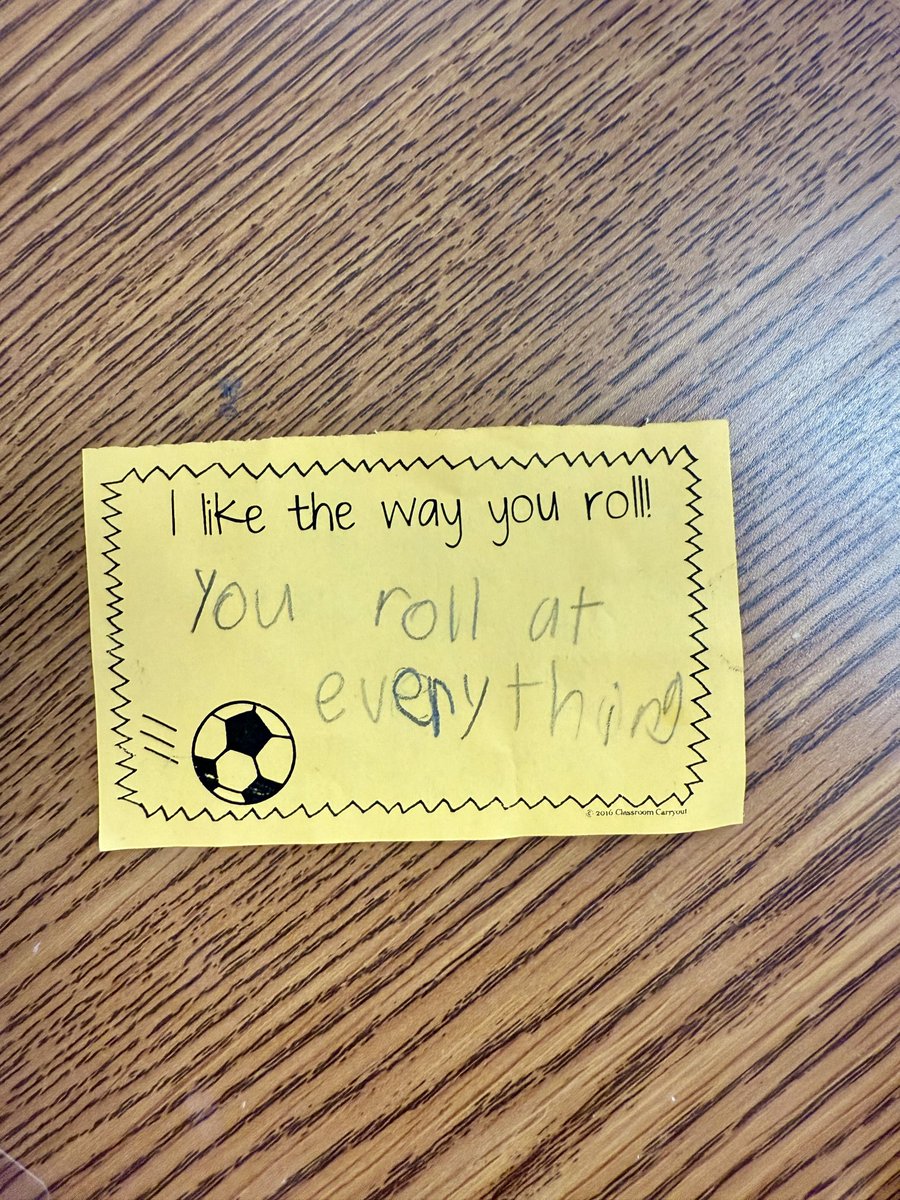 I like the way you roll!
You roll at
everything
© 2016 Classroom Carryout